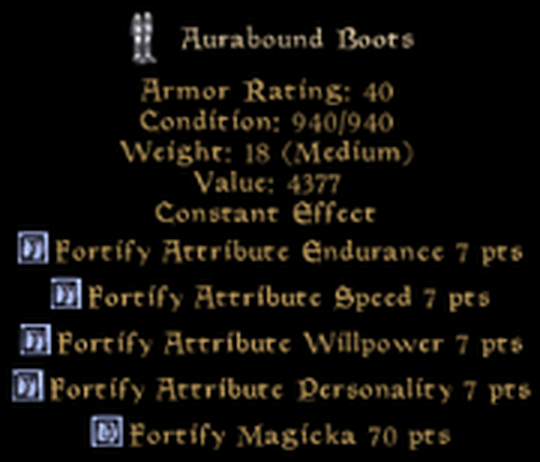 Aurabound Boots
Armor Rating: 40
Condition: 940/940
Weight: 18 (Medium)
Value: 4377
Constant Effect
Fortify Attribute Endurance 7 pts
Fortify Attribute Speed 7 pts
Fortify Attribute Willpower 7 pts
Fortify Attribute Personality 7 pts
Fortify Magicka 70 pts